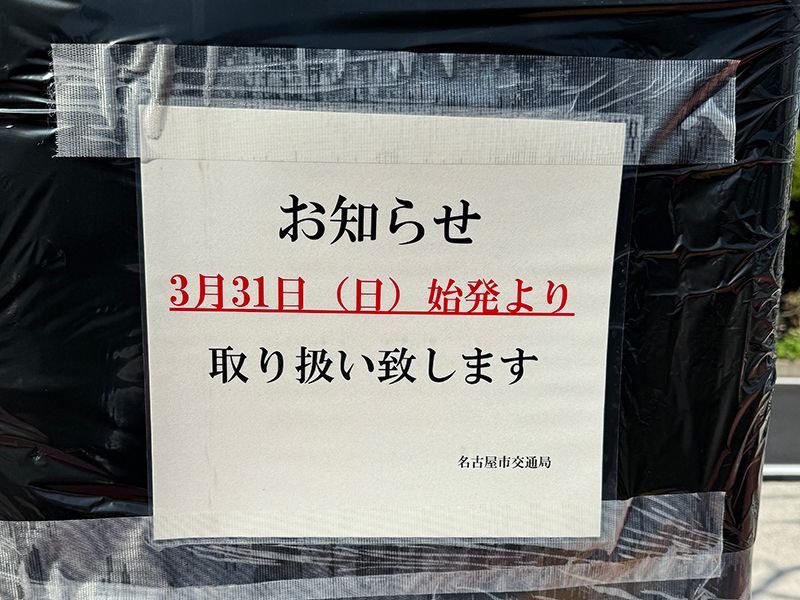 お知らせ
3月31日（日）始発より
取り扱い致します
名古屋市交通局